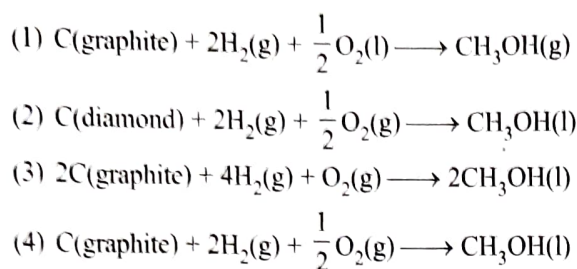 (1) C(graphite) + 2H₂(g) + 1/2 O₂(l) ⟶ CH₃OH(g)
(2) C(diamond) + 2H₂(g) + 1/2 O₂(g) ⟶ CH₃OH(l)
(3) 2C(graphite) + 4H₂(g) + O₂(g) ⟶ 2CH₃OH(l)
(4) C(graphite) + 2H₂(g) + 1/2 O₂(g) ⟶ CH₃OH(l)